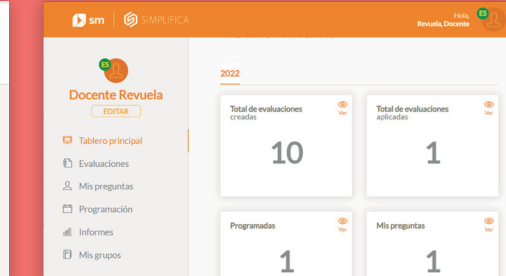 sm SIMPLIFICA
Hola,
Revuela, Docente
ES
ES
Docente Revuela
EDITAR
Tablero principal
Evaluaciones
Mis preguntas
Programación
Informes
Mis grupos
2022
Total de evaluaciones
creadas
Ver
10
Total de evaluaciones
aplicadas
Ver
1
Programadas
Ver
1
Mis preguntas
Ver
1